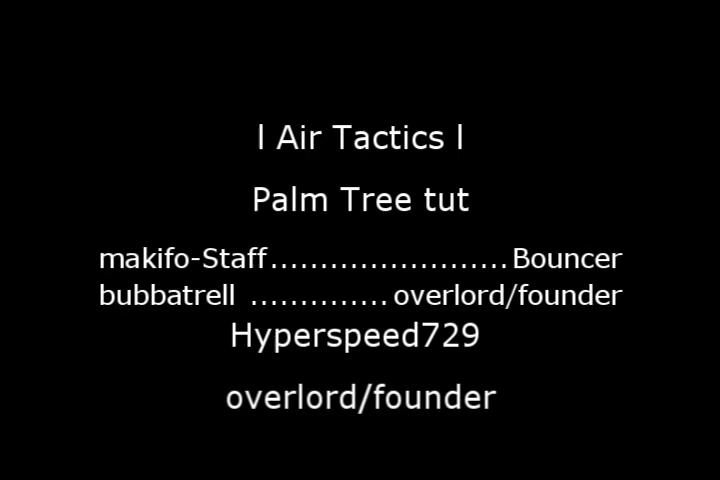 l Air Tactics l
Palm Tree tut
makifo-Staff........................Bouncer
bubbatrell ..............overlord/founder
Hyperspeed729
overlord/founder